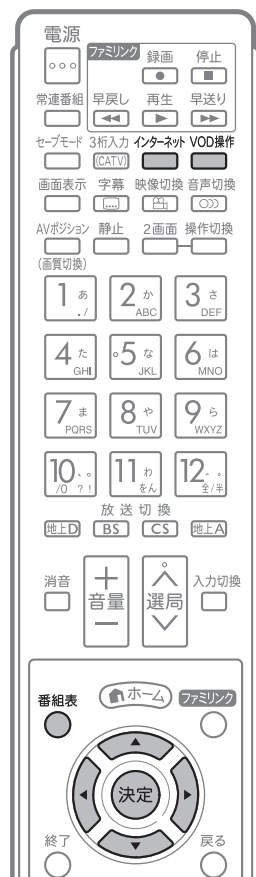 電源
ファミリンク 録画 停止
常連番組 早戻し 再生 早送り
セーブモード 3桁入力 インターネット VOD操作
(CATV)
画面表示 字幕 映像切換 音声切換
AVポジション 静止 2画面 操作切換
(画質切換)
1 あ ./
2 か ABC
3 さ DEF
4 た GHI
5 な JKL
6 は MNO
7 ま PQRS
8 や TUV
9 ら WXYZ
10 、。 /0 ?!
11 わ をん
12 ゛゜ 全/半
放送切換
地上D BS CS 地上A
消音 + 音量 − 選局 入力切換
番組表 ホーム ファミリンク
決定
終了 戻る